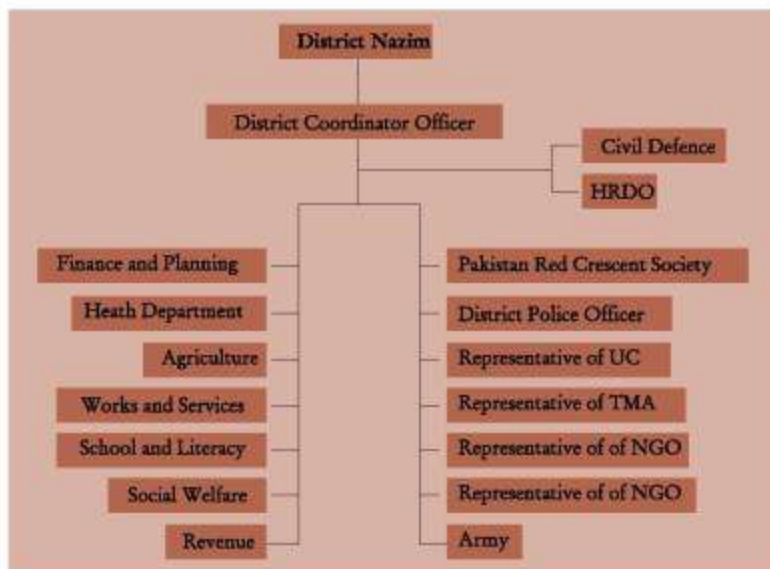 District Nazim
District Coordinator Officer
Civil Defence
HRDO
Finance and Planning
Heath Department
Agriculture
Works and Services
School and Literacy
Social Welfare
Revenue
Pakistan Red Crescent Society
District Police Officer
Representative of UC
Representative of TMA
Representative of of NGO
Representative of of NGO
Army